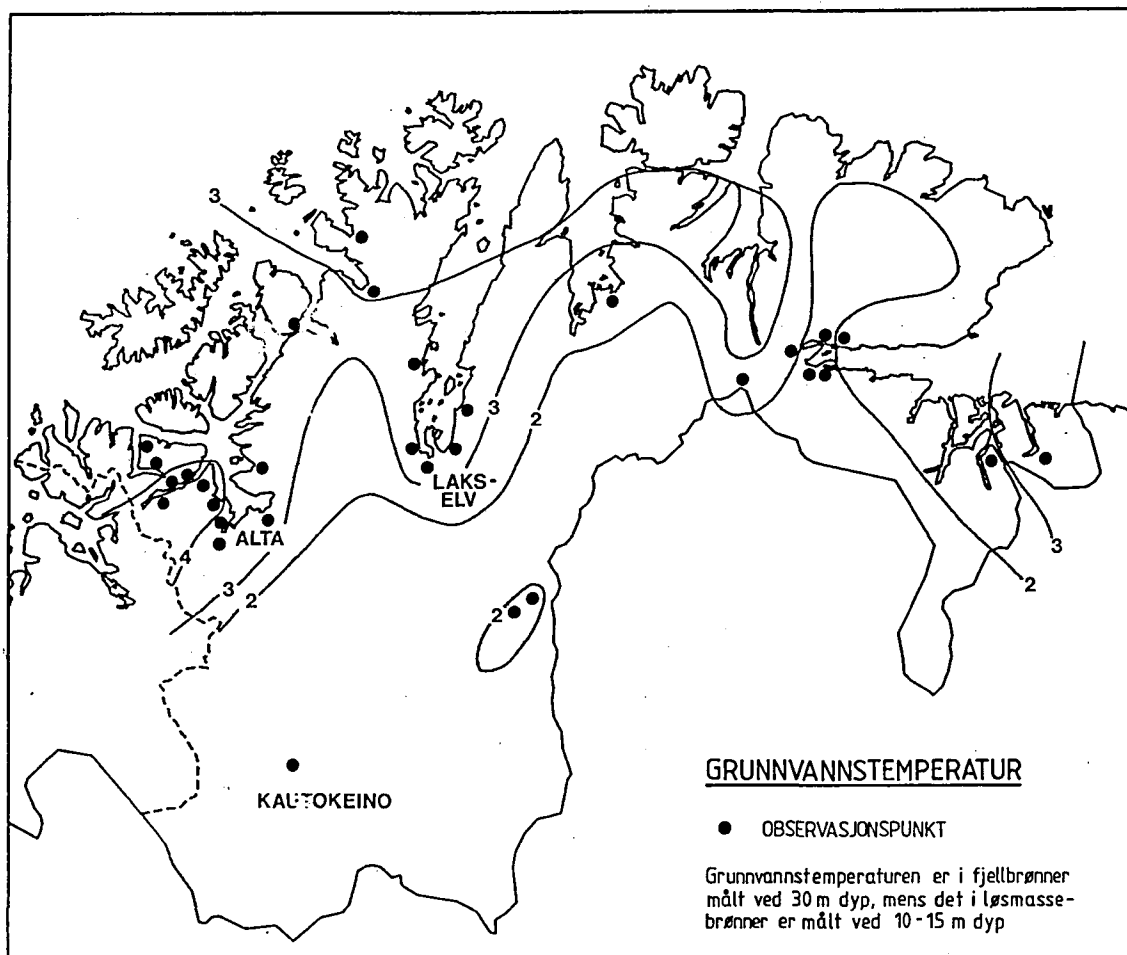 3
3
2
LAKS-
ELV
ALTA
4
3
2
3
2
2
KAUTOKEINO
GRUNNVANNSTEMPERATUR
OBSERVASJONSPUNKT
Grunnvannstemperaturen er i fjellbrønner
målt ved 30 m dyp, mens det i løsmasse-
brønner er målt ved 10-15 m dyp